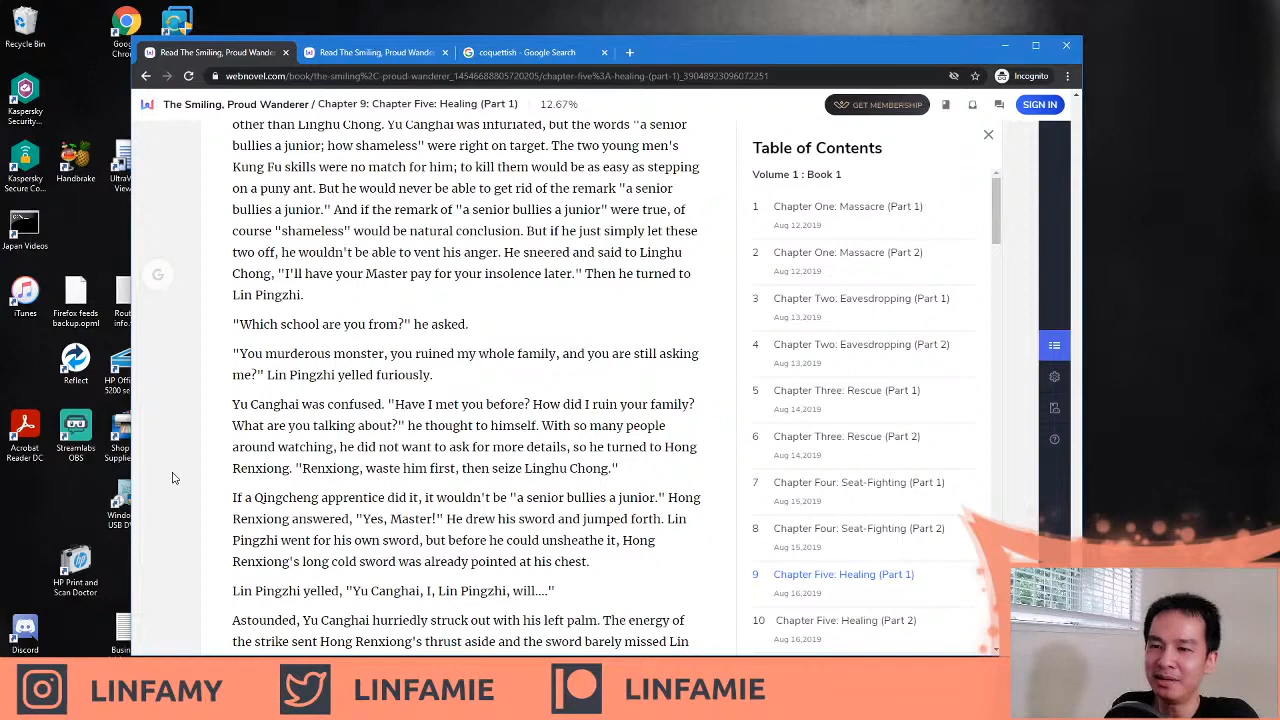 Recycle Bin
Goo
Chro
Read The Smiling, Proud Wande
Read The Smiling, Proud Wande
coquettish - Google Search
webnovel.com/book/the-smiling%2C-proud-wanderer_14546688805720205/chapter-five%3A-healing-(part-1)_39048923096072251
Incognito
The Smiling, Proud Wanderer / Chapter 9: Chapter Five: Healing (Part 1)
12.67%
GET MEMBERSHIP
SIGN IN
other than Linghu Chong. Yu Canghai was infuriated, but the words "a senior
bullies a junior; how shameless" were right on target. The two young men's
Kung Fu skills were no match for him; to kill them would be as easy as stepping
on a puny ant. But he would never be able to get rid of the remark "a senior
bullies a junior." And if the remark of "a senior bullies a junior" were true, of
course "shameless" would be natural conclusion. But if he just simply let these
two off, he wouldn't be able to vent his anger. He sneered and said to Linghu
Chong, "I'll have your Master pay for your insolence later." Then he turned to
Lin Pingzhi.
"Which school are you from?" he asked.
"You murderous monster, you ruined my whole family, and you are still asking
me?" Lin Pingzhi yelled furiously.
Yu Canghai was confused. "Have I met you before? How did I ruin your family?
What are you talking about?" he thought to himself. With so many people
around watching, he did not want to ask for more details, so he turned to Hong
Renxiong. "Renxiong, waste him first, then seize Linghu Chong."
If a Qingcheng apprentice did it, it wouldn't be "a senior bullies a junior." Hong
Renxiong answered, "Yes, Master!" He drew his sword and jumped forth. Lin
Pingzhi went for his own sword, but before he could unsheathe it, Hong
Renxiong's long cold sword was already pointed at his chest.
Lin Pingzhi yelled, "Yu Canghai, I, Lin Pingzhi, will...."
Astounded, Yu Canghai hurriedly struck out with his left palm. The energy of
the strike sent Hong Renxiong's thrust aside and the sword barely missed Lin
Table of Contents
Volume 1 : Book 1
1 Chapter One: Massacre (Part 1)
Aug 12,2019
2 Chapter One: Massacre (Part 2)
Aug 12,2019
3 Chapter Two: Eavesdropping (Part 1)
Aug 13,2019
4 Chapter Two: Eavesdropping (Part 2)
Aug 13,2019
5 Chapter Three: Rescue (Part 1)
Aug 14,2019
6 Chapter Three: Rescue (Part 2)
Aug 14,2019
7 Chapter Four: Seat-Fighting (Part 1)
Aug 15,2019
8 Chapter Four: Seat-Fighting (Part 2)
Aug 15,2019
9 Chapter Five: Healing (Part 1)
Aug 16,2019
10 Chapter Five: Healing (Part 2)
Aug 16,2019
G
Kaspersky
Security...
Kaspersky
Secure Co...
Handbrake
UltraV
View
Japan Videos
iTunes
Firefox feeds
backup.opml
Route
info..
Reflect
HP Offic
5200 se
Acrobat
Reader DC
Streamlabs
OBS
Shop
Supplie
Window
USB DV
HP Print and
Scan Doctor
Discord
Busin
LINFAMY
LINFAMIE
LINFAMIE